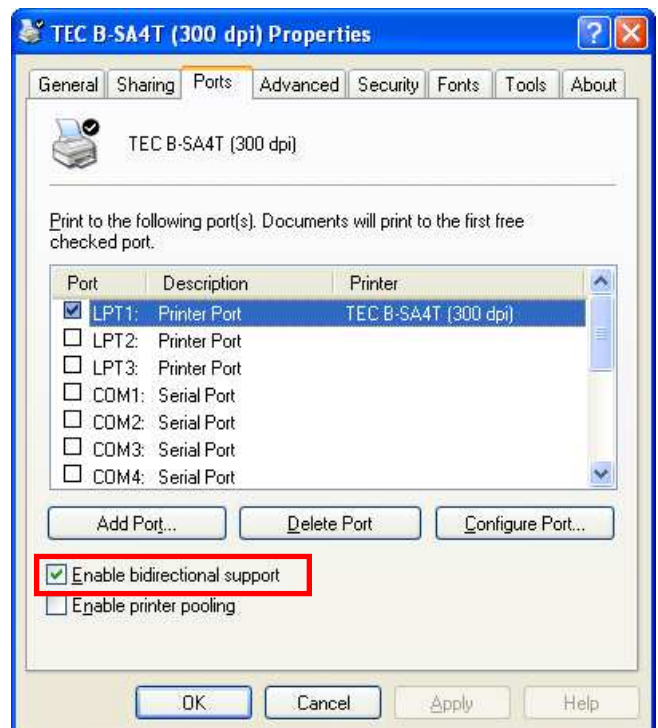 TEC B-SA4T (300 dpi) Properties
General Sharing Ports Advanced Security Fonts Tools About
TEC B-SA4T (300 dpi)
Print to the following port(s). Documents will print to the first free
checked port.
Port Description Printer
LPT1: Printer Port TEC B-SA4T (300 dpi)
LPT2: Printer Port
LPT3: Printer Port
COM1: Serial Port
COM2: Serial Port
COM3: Serial Port
COM4: Serial Port
Add Port... Delete Port Configure Port...
Enable bidirectional support
Enable printer pooling
OK Cancel Apply Help